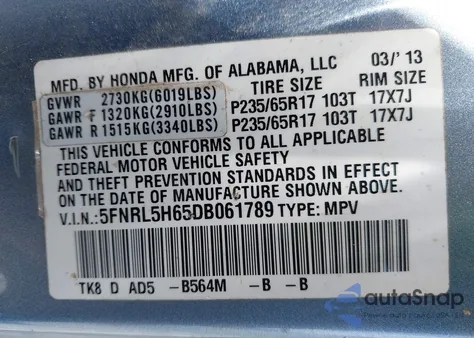 MFD. BY HONDA MFG. OF ALABAMA, LLC 03/'13
TIRE SIZE RIM SIZE
GVWR 2730KG(6019LBS)
GAWR F 1320KG(2910LBS) P235/65R17 103T 17X7J
GAWR R 1515KG(3340LBS) P235/65R17 103T 17X7J
THIS VEHICLE CONFORMS TO ALL APPLICABLE
FEDERAL MOTOR VEHICLE SAFETY
AND THEFT PREVENTION STANDARDS IN EFFECT
ON THE DATE OF MANUFACTURE SHOWN ABOVE.
V.I.N.:5FNRL5H65DB061789 TYPE: MPV
TK8 D AD5 -B564M -B -B
autoSnap